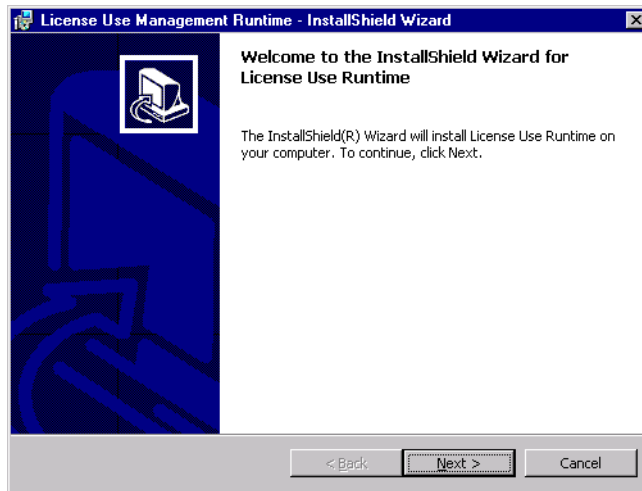 License Use Management Runtime - InstallShield Wizard
Welcome to the InstallShield Wizard for
License Use Runtime
The InstallShield(R) Wizard will install License Use Runtime on
your computer. To continue, click Next.
< Back
Next >
Cancel